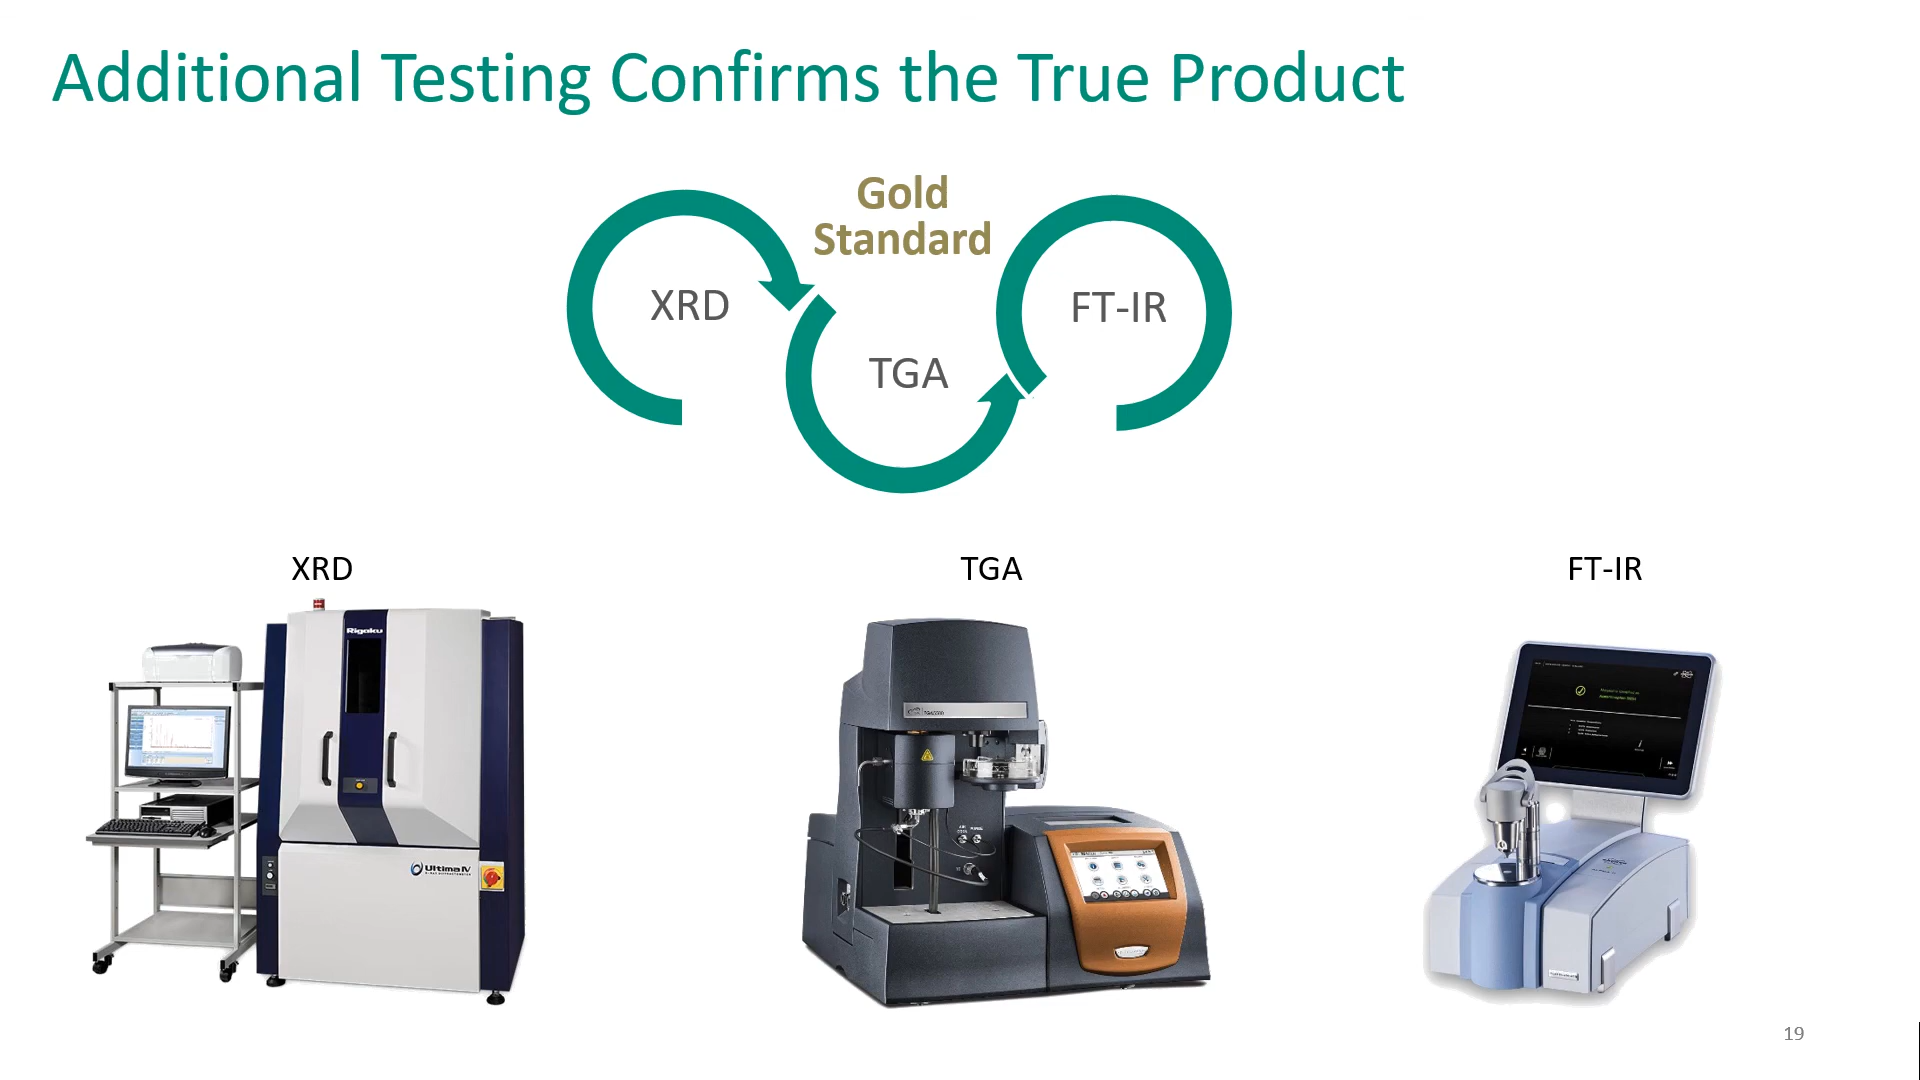 Additional Testing Confirms the True Product
Gold
Standard
XRD
TGA
FT-IR
XRD
TGA
FT-IR
Rigaku
Ultima IV
19